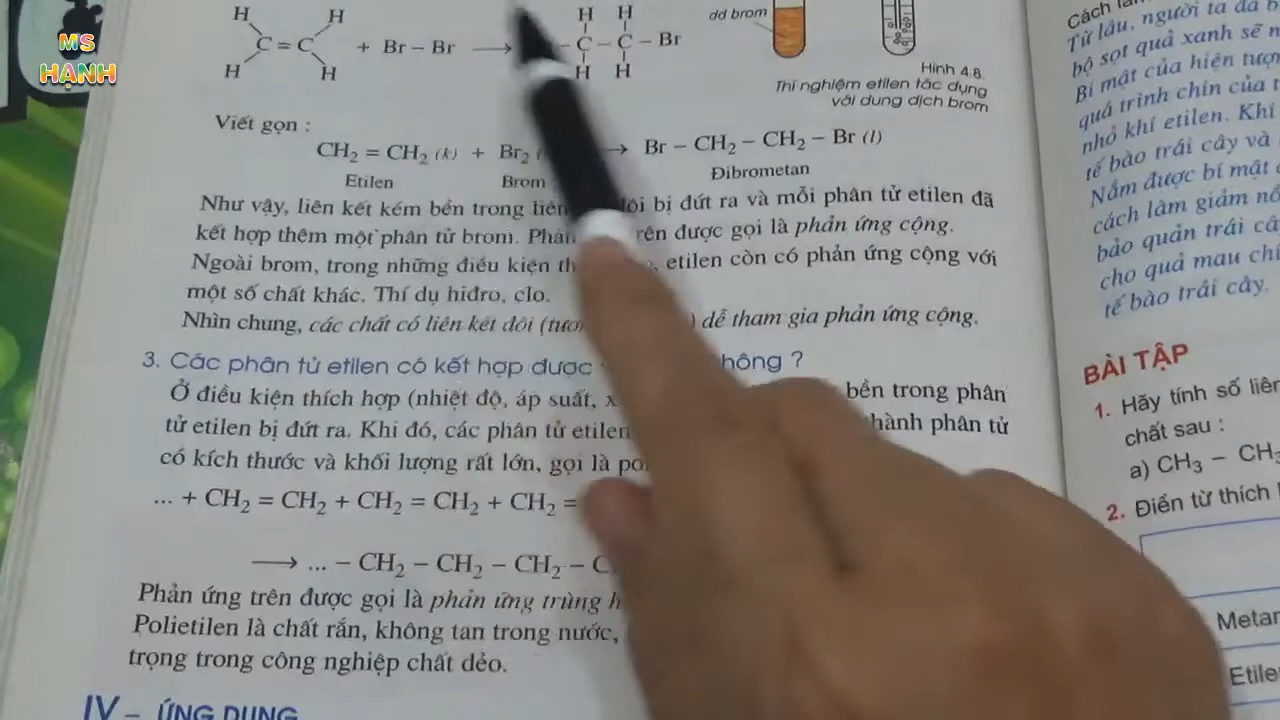 MS
HẠNH
H H
C = C + Br – Br ⟶
H H
H H
– C – C – Br
H H
dd brom
Hình 4.8.
Thí nghiệm etilen tác dụng
với dung dịch brom
Viết gọn :
CH₂ = CH₂ (k) + Br₂ ⟶ Br – CH₂ – CH₂ – Br (l)
Etilen Brom Đibrometan
Như vậy, liên kết kém bền trong liên bị đứt ra và mỗi phân tử etilen đã
kết hợp thêm một phân tử brom. được gọi là phản ứng cộng.
Ngoài brom, trong những điều kiện etilen còn có phản ứng cộng với
một số chất khác. Thí dụ hiđro, clo.
Nhìn chung, các chất có liên kết đôi ) dễ tham gia phản ứng cộng.
3. Các phân tử etilen có kết hợp được ?
Ở điều kiện thích hợp (nhiệt độ, áp suất, bền trong phân
tử etilen bị đứt ra. Khi đó, các phân tử etilen thành phân tử
có kích thước và khối lượng rất lớn, gọi là
... + CH₂ = CH₂ + CH₂ = CH₂ + CH₂ =
⟶ ... – CH₂ – CH₂ – CH₂ –
Phản ứng trên được gọi là phản ứng trùng
Polietilen là chất rắn, không tan trong nước,
trọng trong công nghiệp chất dẻo.
IV – ỨNG DỤNG
Cách
Từ lâu, người ta đã
bộ sọt quả xanh sẽ
Bí mật của hiện
quá trình chín của
nhỏ khí etilen. Khí
tế bào trái cây và
Nắm được bí mật
cách làm giảm
bảo quản trái
cho quả mau
tế bào trái cây.
BÀI TẬP
1. Hãy tính số
chất sau :
a) CH₃ –
2. Điền từ thích